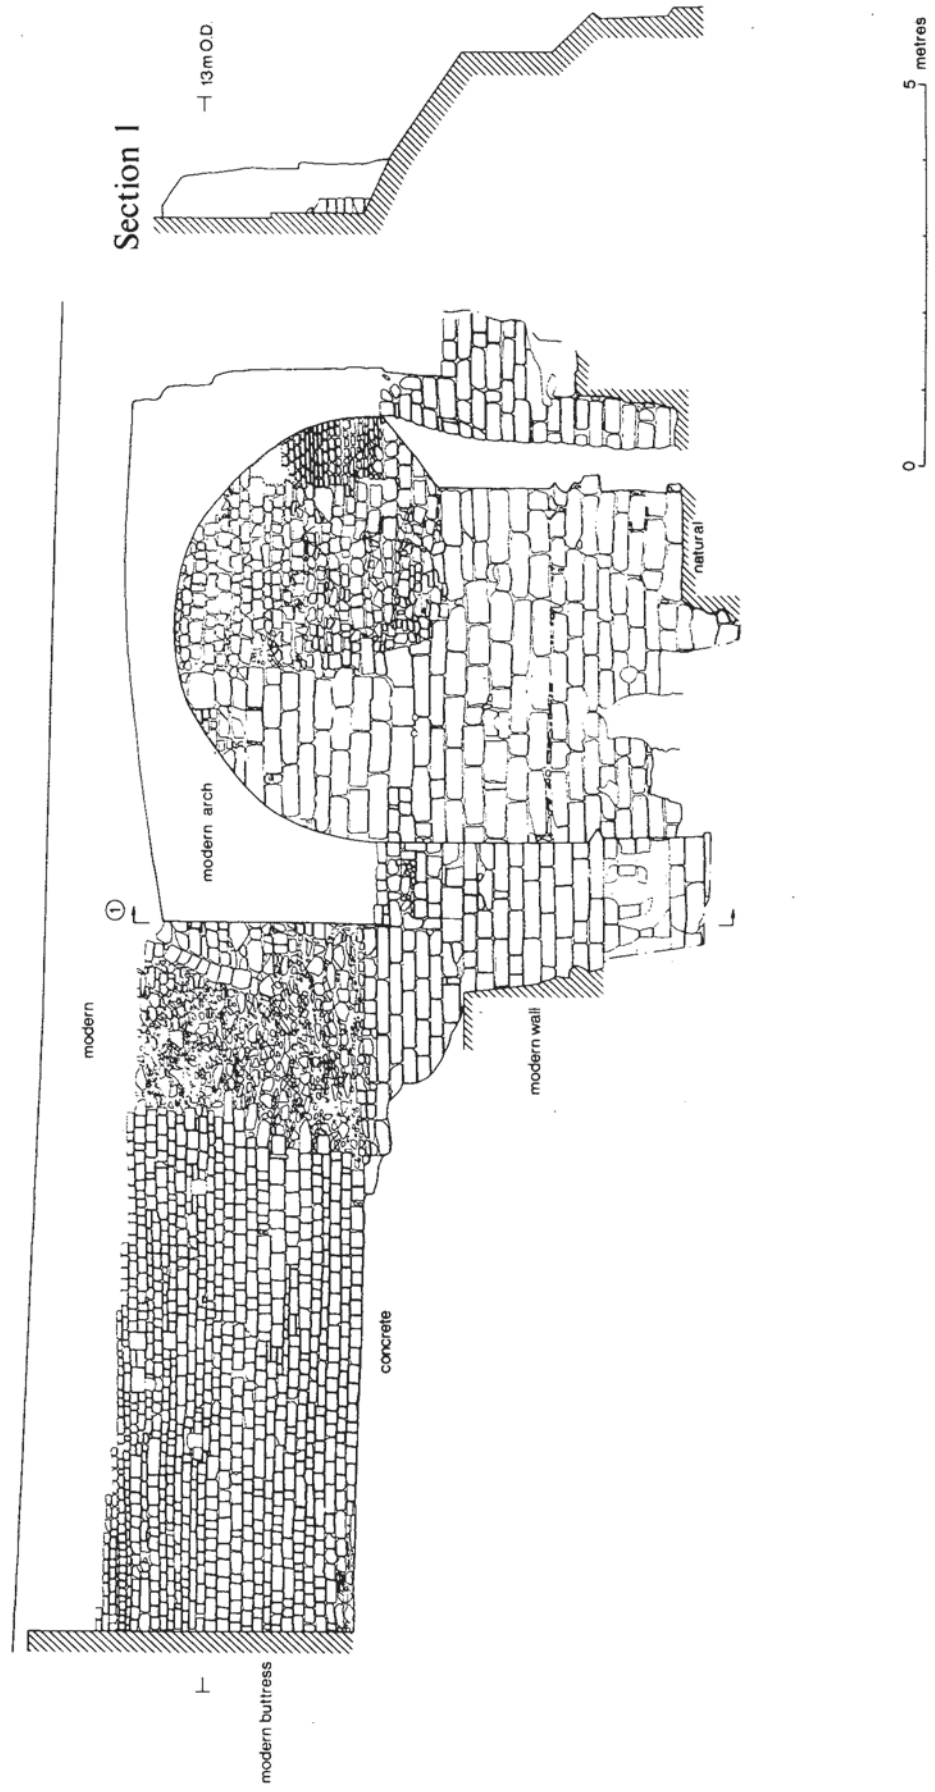 Section 1
13m O.D.
5 metres
0
natural
modern arch
1
modern
modern wall
concrete
modern buttress